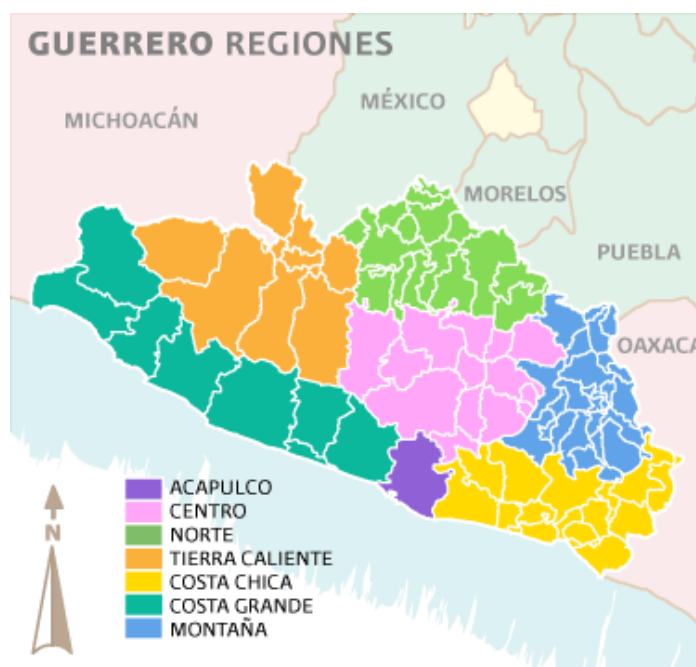 GUERRERO REGIONES
MICHOACÁN
MÉXICO
MORELOS
PUEBLA
OAXACA
N
ACAPULCO
CENTRO
NORTE
TIERRA CALIENTE
COSTA CHICA
COSTA GRANDE
MONTAÑA